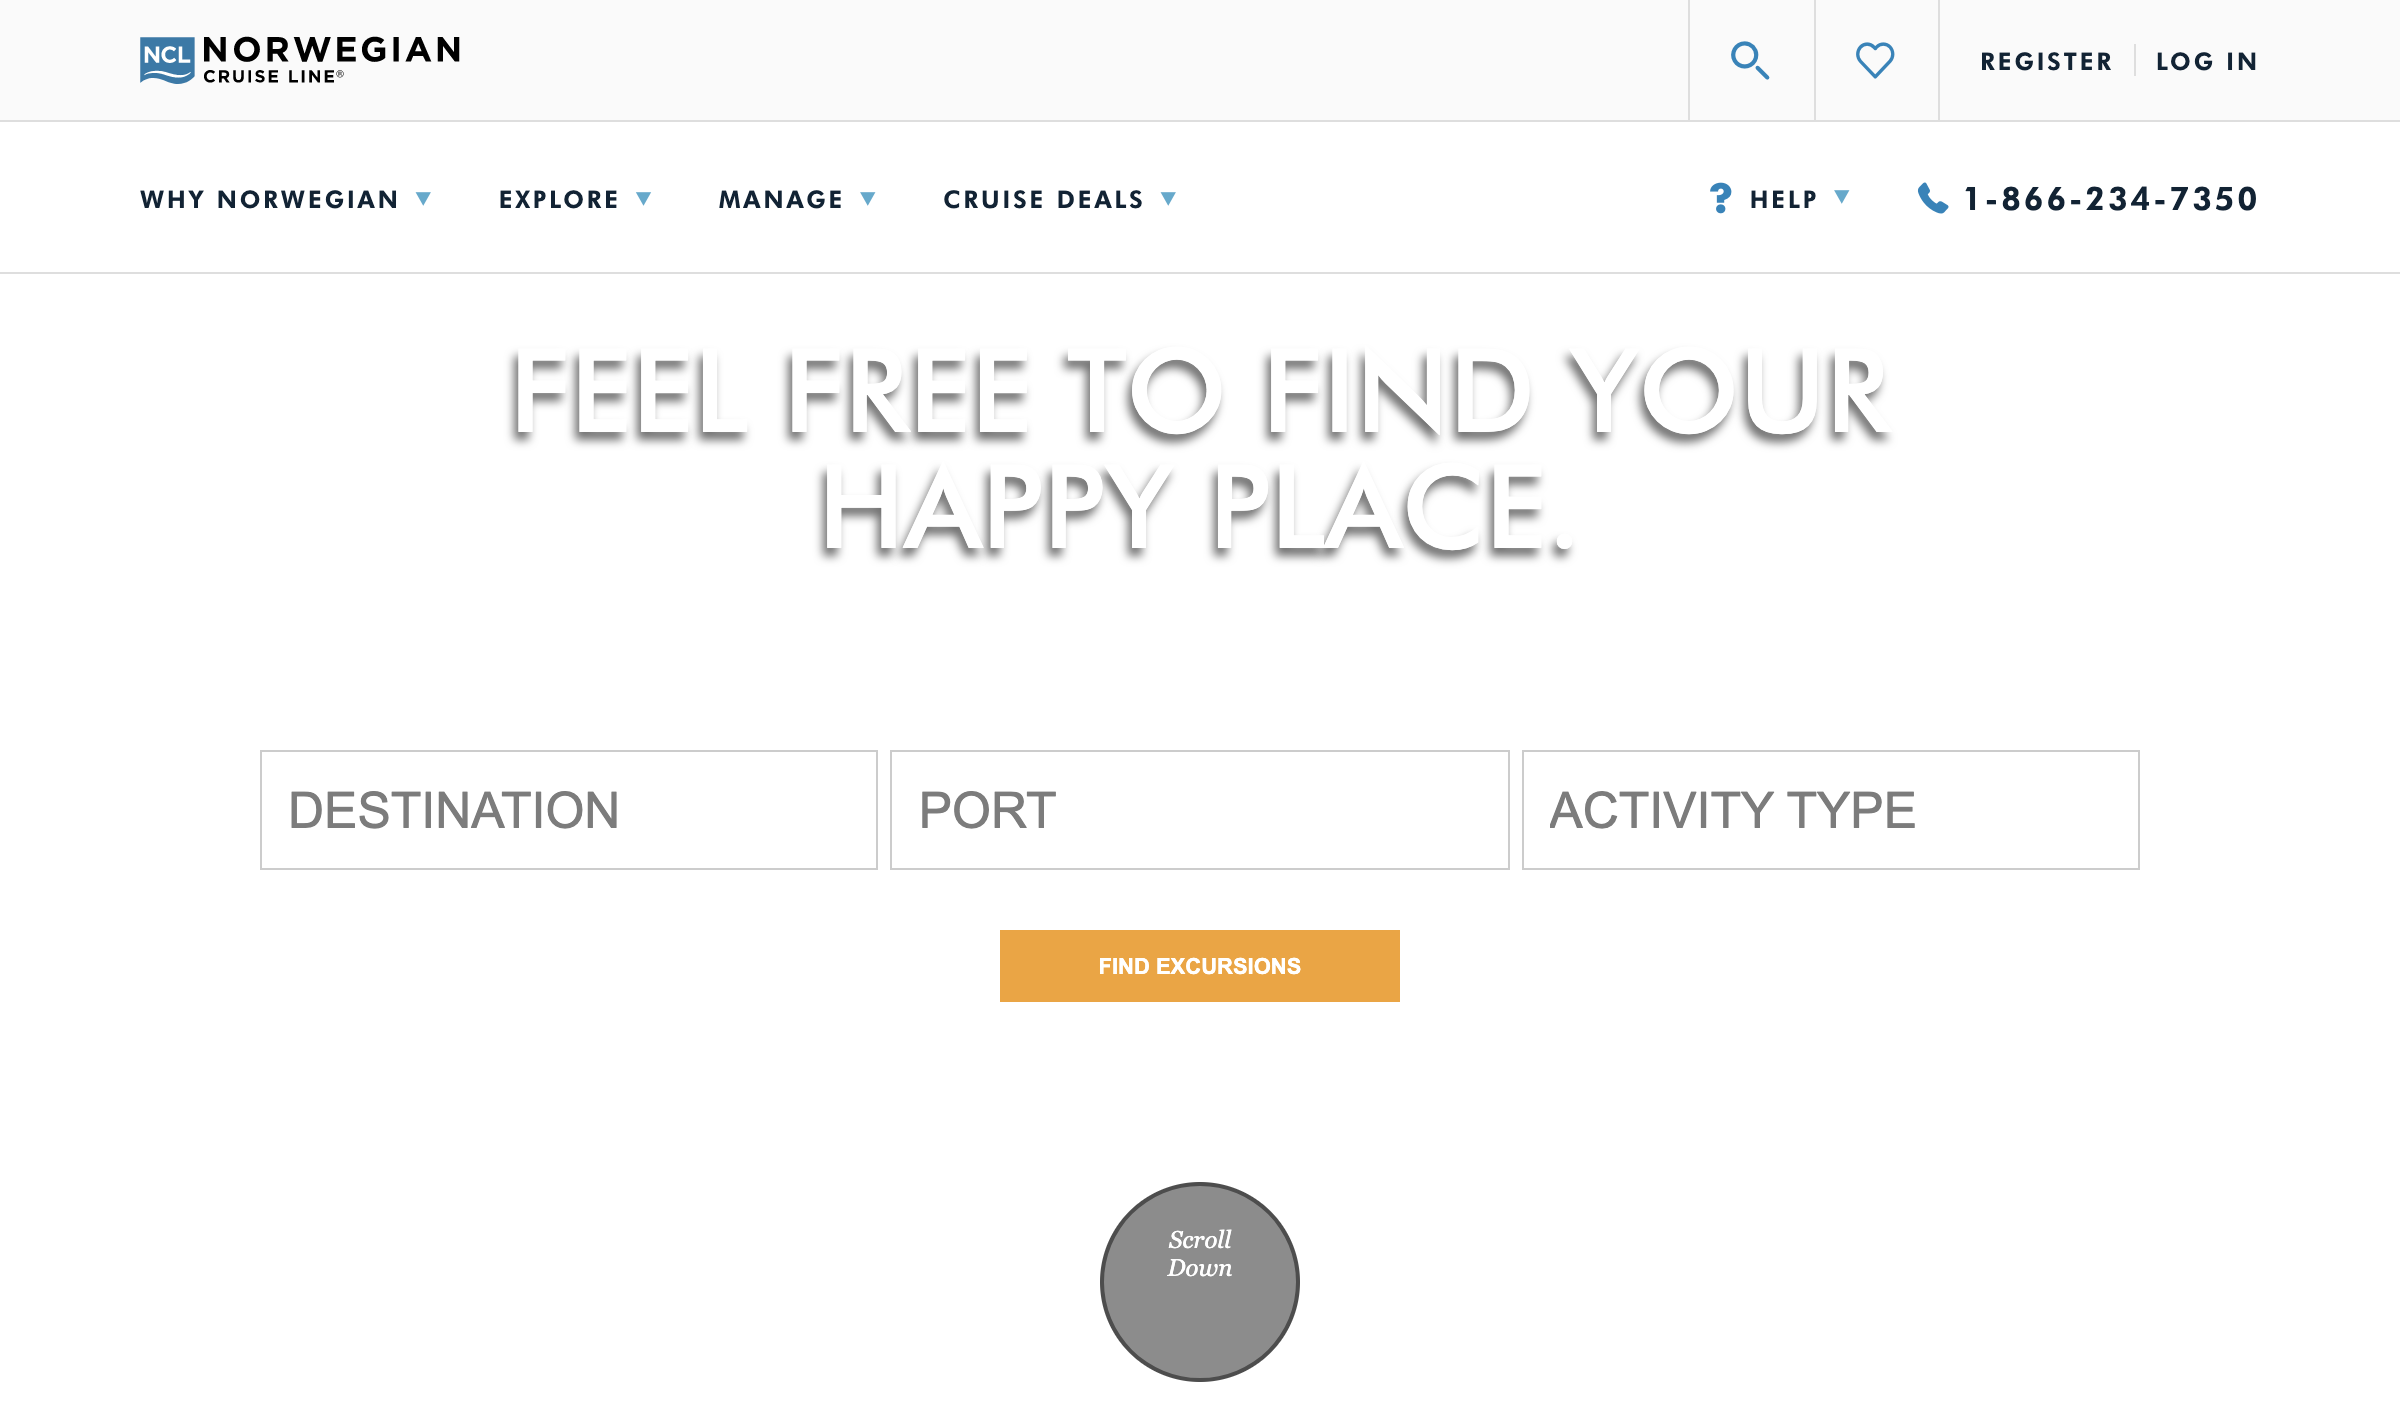 NCL NORWEGIAN
CRUISE LINE®
REGISTER
LOG IN
WHY NORWEGIAN
EXPLORE
MANAGE
CRUISE DEALS
? HELP
1-866-234-7350
FEEL FREE TO FIND YOUR
HAPPY PLACE.
DESTINATION
PORT
ACTIVITY TYPE
FIND EXCURSIONS
Scroll
Down